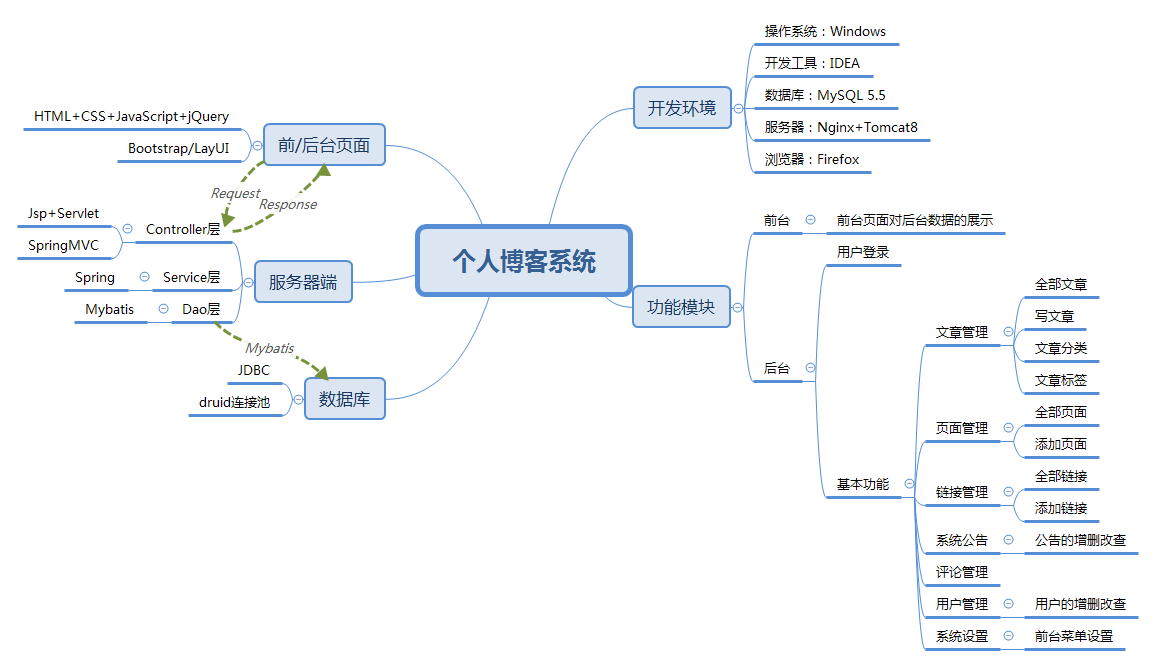 个人博客系统
前/后台页面
HTML+CSS+JavaScript+jQuery
Bootstrap/LayUI
Request
Response
服务器端
Controller层
Jsp+Servlet
SpringMVC
Service层
Spring
Dao层
Mybatis
Mybatis
数据库
JDBC
druid连接池
开发环境
操作系统：Windows
开发工具：IDEA
数据库：MySQL 5.5
服务器：Nginx+Tomcat8
浏览器：Firefox
功能模块
前台
前台页面对后台数据的展示
后台
用户登录
基本功能
文章管理
全部文章
写文章
文章分类
文章标签
页面管理
全部页面
添加页面
链接管理
全部链接
添加链接
系统公告
公告的增删改查
评论管理
用户管理
用户的增删改查
系统设置
前台菜单设置